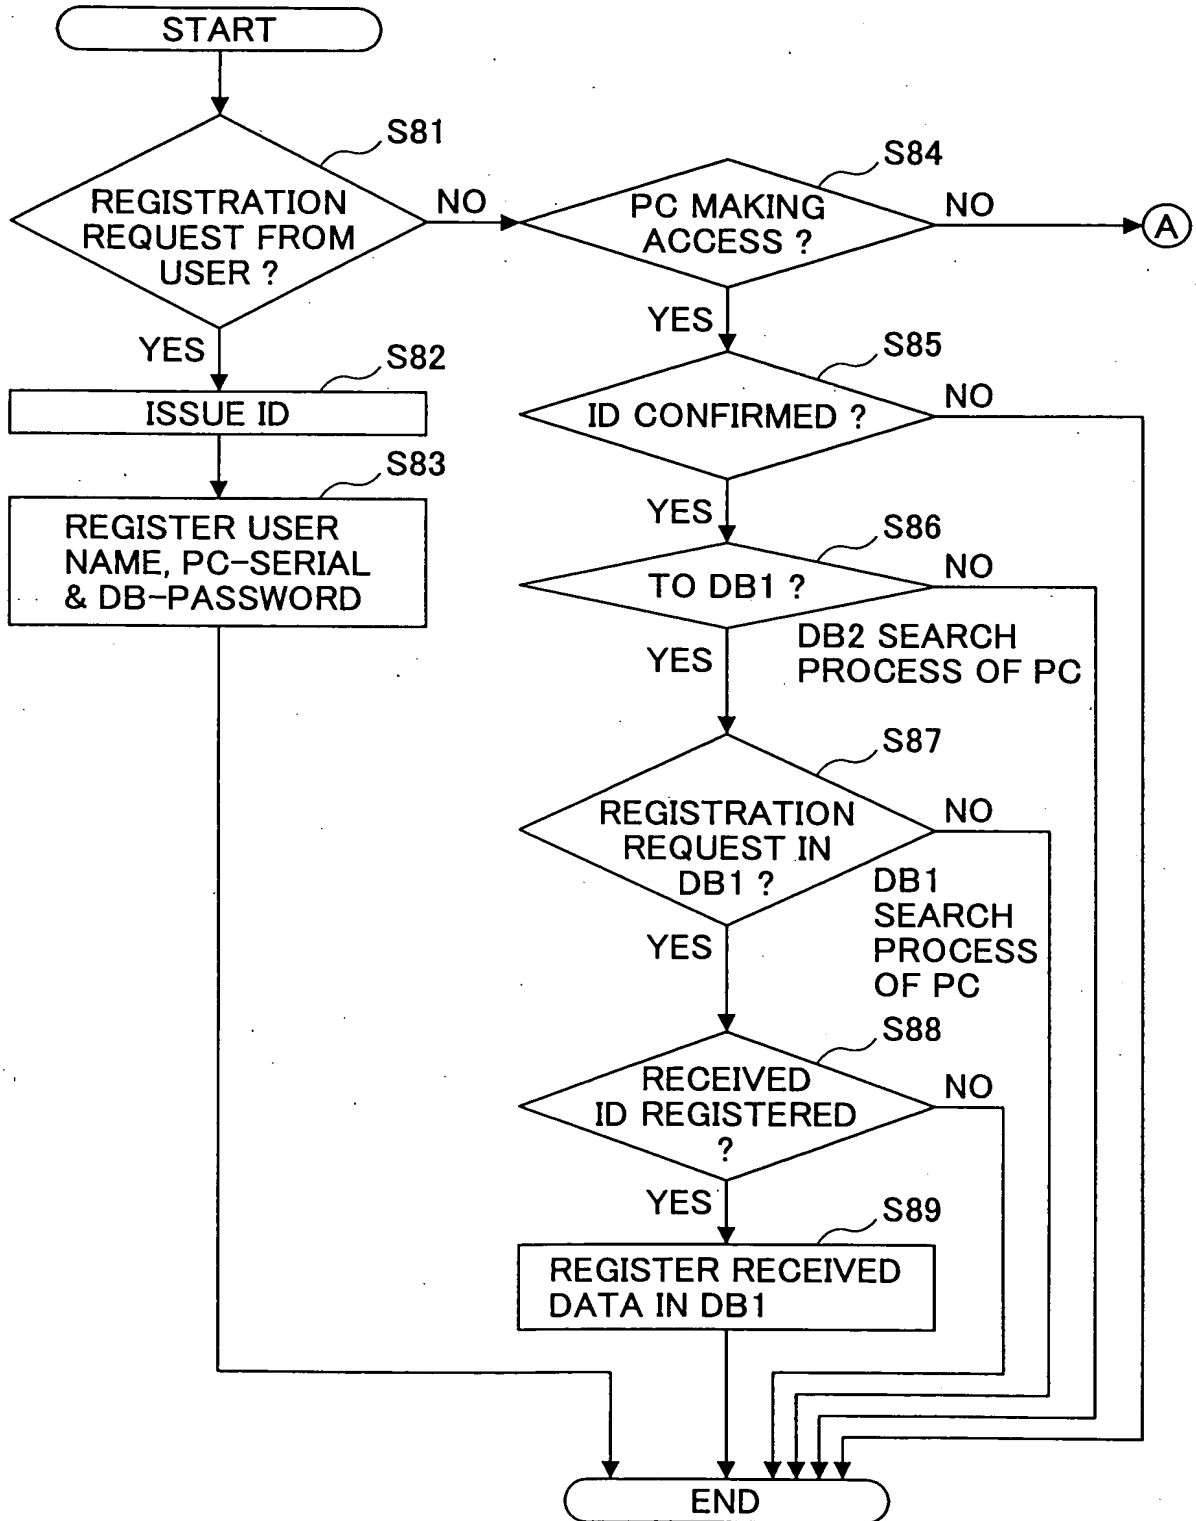 START
S81
REGISTRATION
REQUEST FROM
USER ?
NO
YES
S82
ISSUE ID
S83
REGISTER USER
NAME, PC-SERIAL
& DB-PASSWORD
S84
PC MAKING
ACCESS ?
NO
A
YES
S85
ID CONFIRMED ?
NO
YES
S86
TO DB1 ?
NO
YES
DB2 SEARCH
PROCESS OF PC
S87
REGISTRATION
REQUEST IN
DB1 ?
NO
YES
DB1
SEARCH
PROCESS
OF PC
S88
RECEIVED
ID REGISTERED
?
NO
YES
S89
REGISTER RECEIVED
DATA IN DB1
END